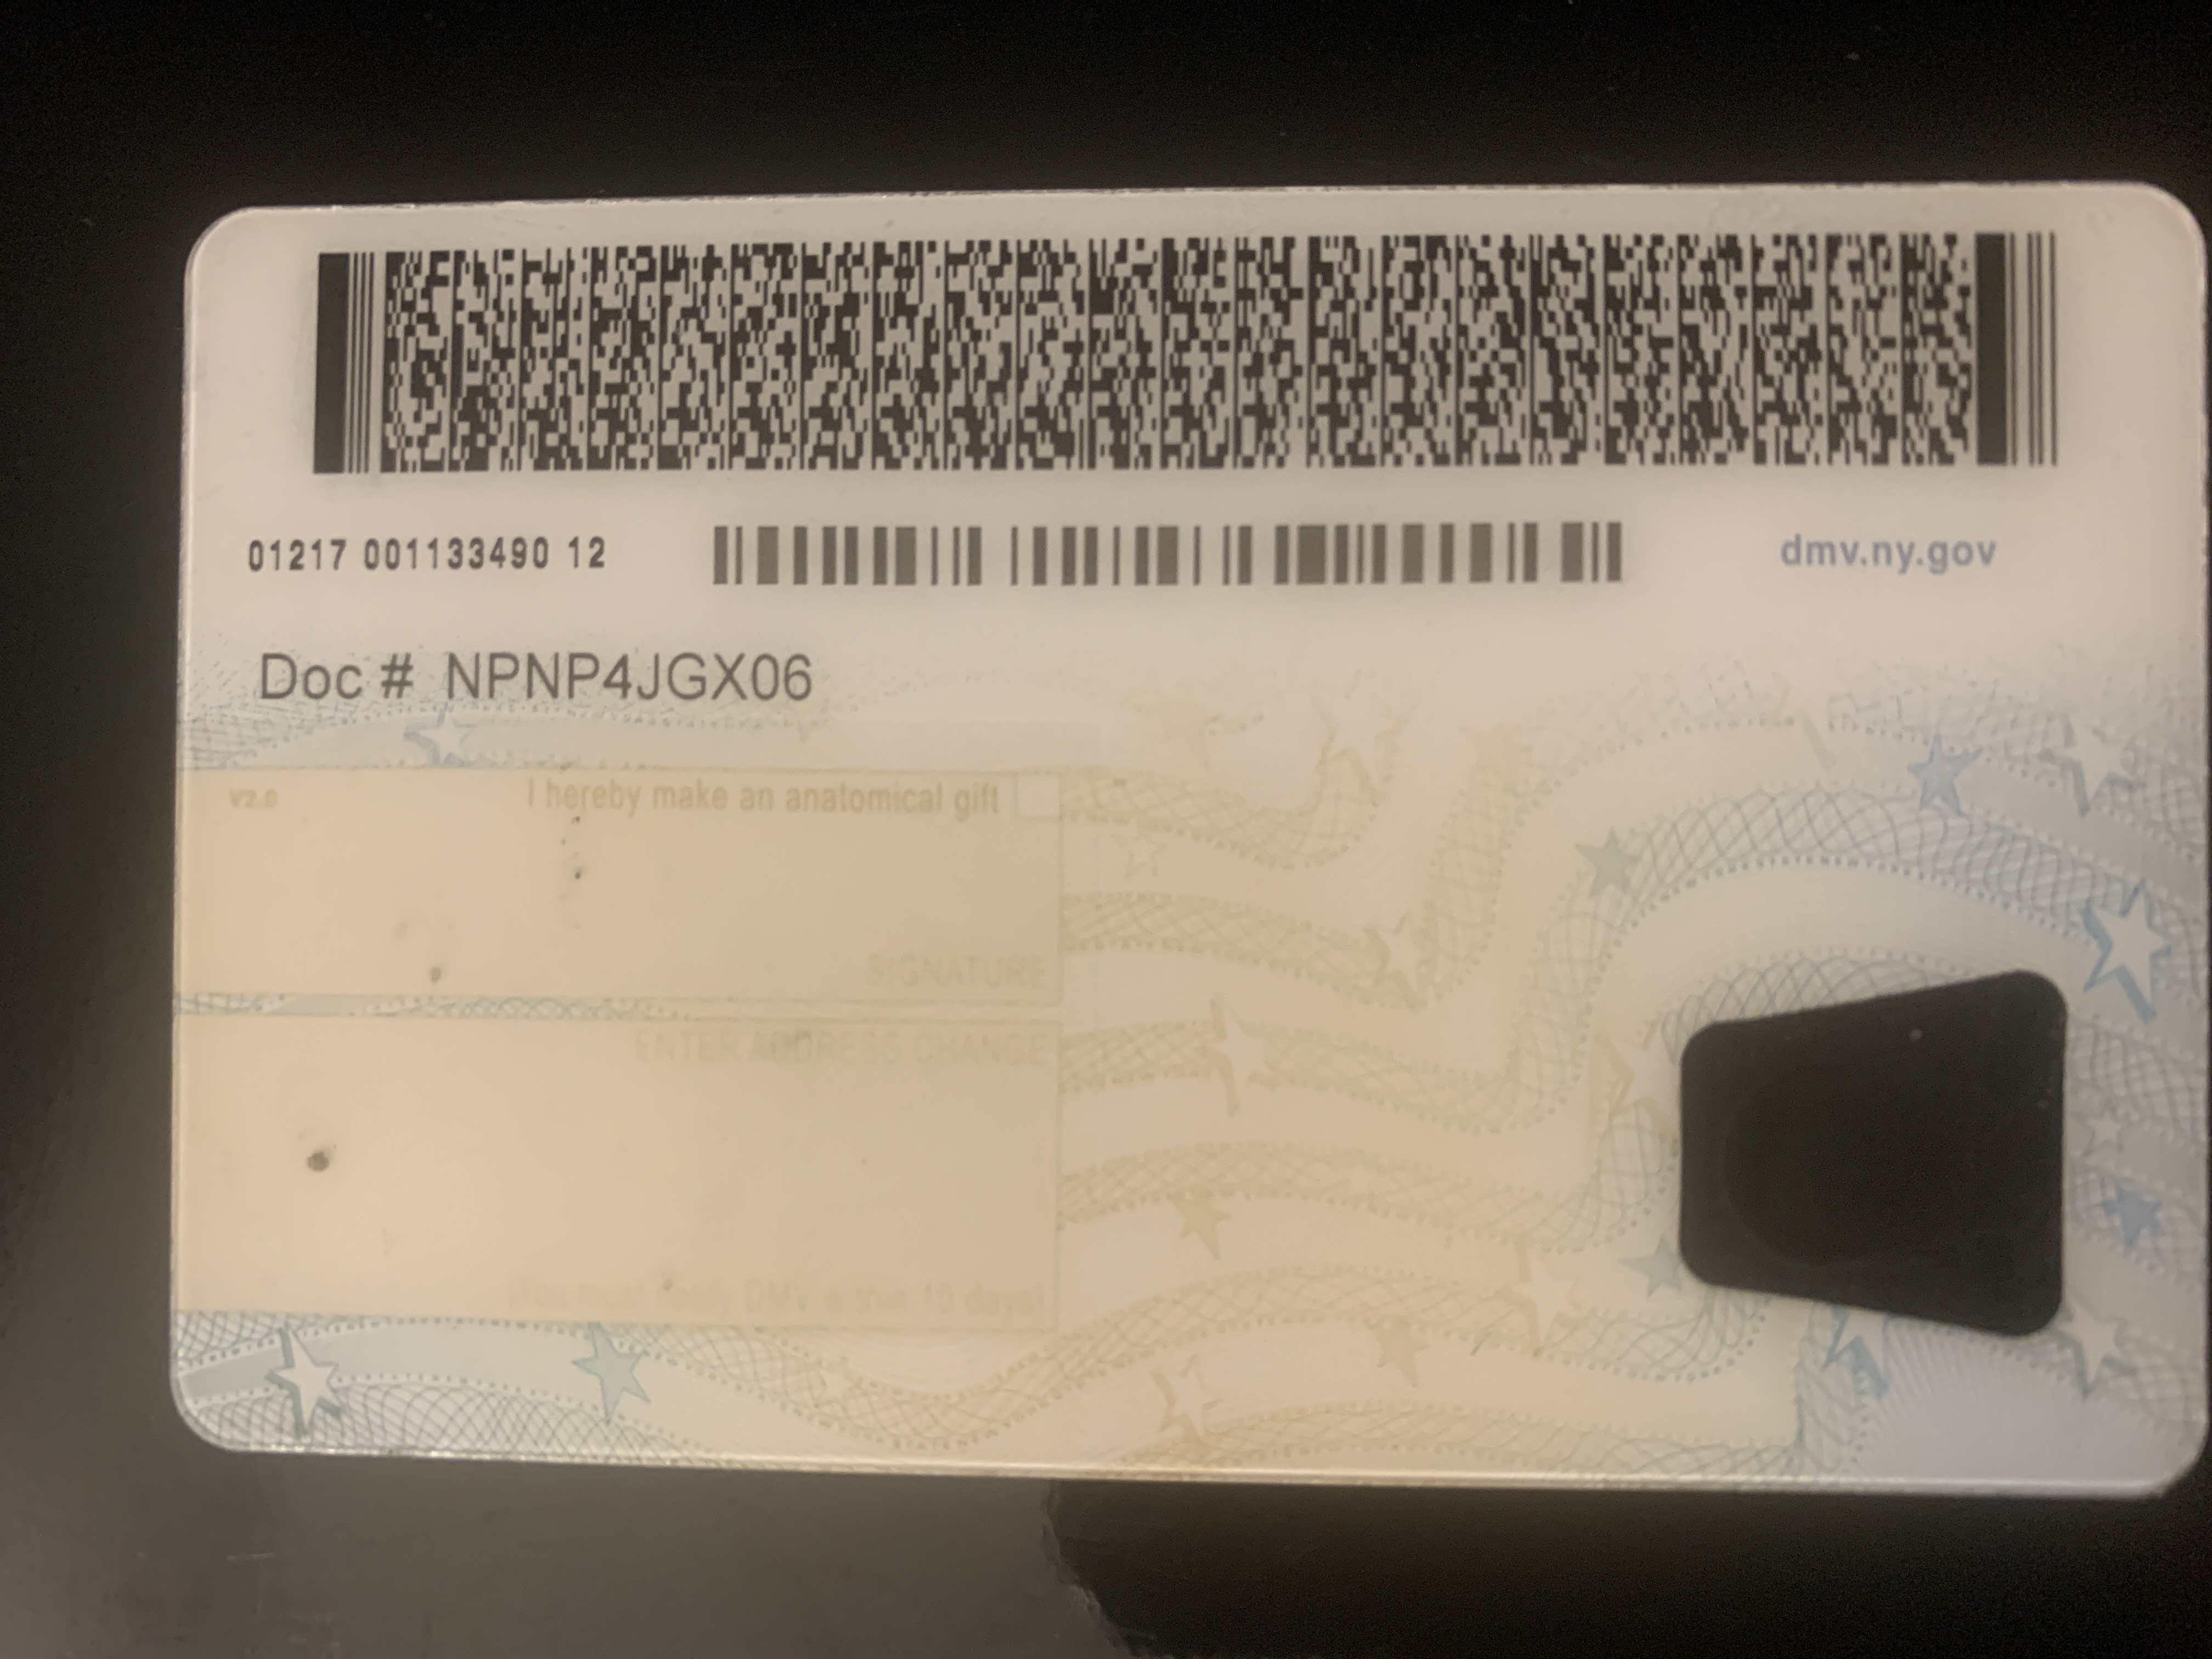 01217 001133490 12
dmv.ny.gov
Doc # NPNP4JGX06
v2.0
I hereby make an anatomical gift
SIGNATURE
ENTER ADDRESS CHANGE
DMV within 10 days)